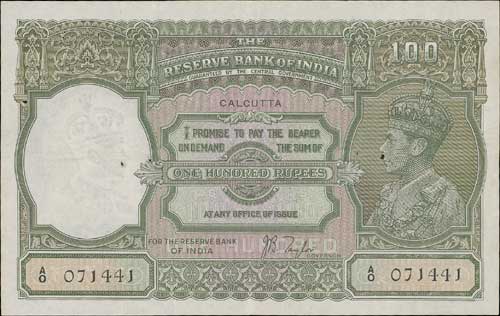 THE
RESERVE BANK OF INDIA
GUARANTEED BY THE CENTRAL GOVERNMENT
100
CALCUTTA
I PROMISE TO PAY THE BEARER
ON DEMAND THE SUM OF
ONE HUNDRED RUPEES
AT ANY OFFICE OF ISSUE
FOR THE RESERVE BANK
OF INDIA
J B Taylor
GOVERNOR
A/0 071441
A/0 071441